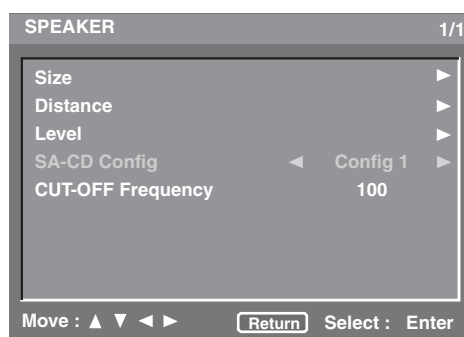 SPEAKER 1/1
Size ▶
Distance ▶
Level ▶
SA-CD Config ◀ Config 1 ▶
CUT-OFF Frequency 100
Move : ▲ ▼ ◀ ▶ Return Select : Enter